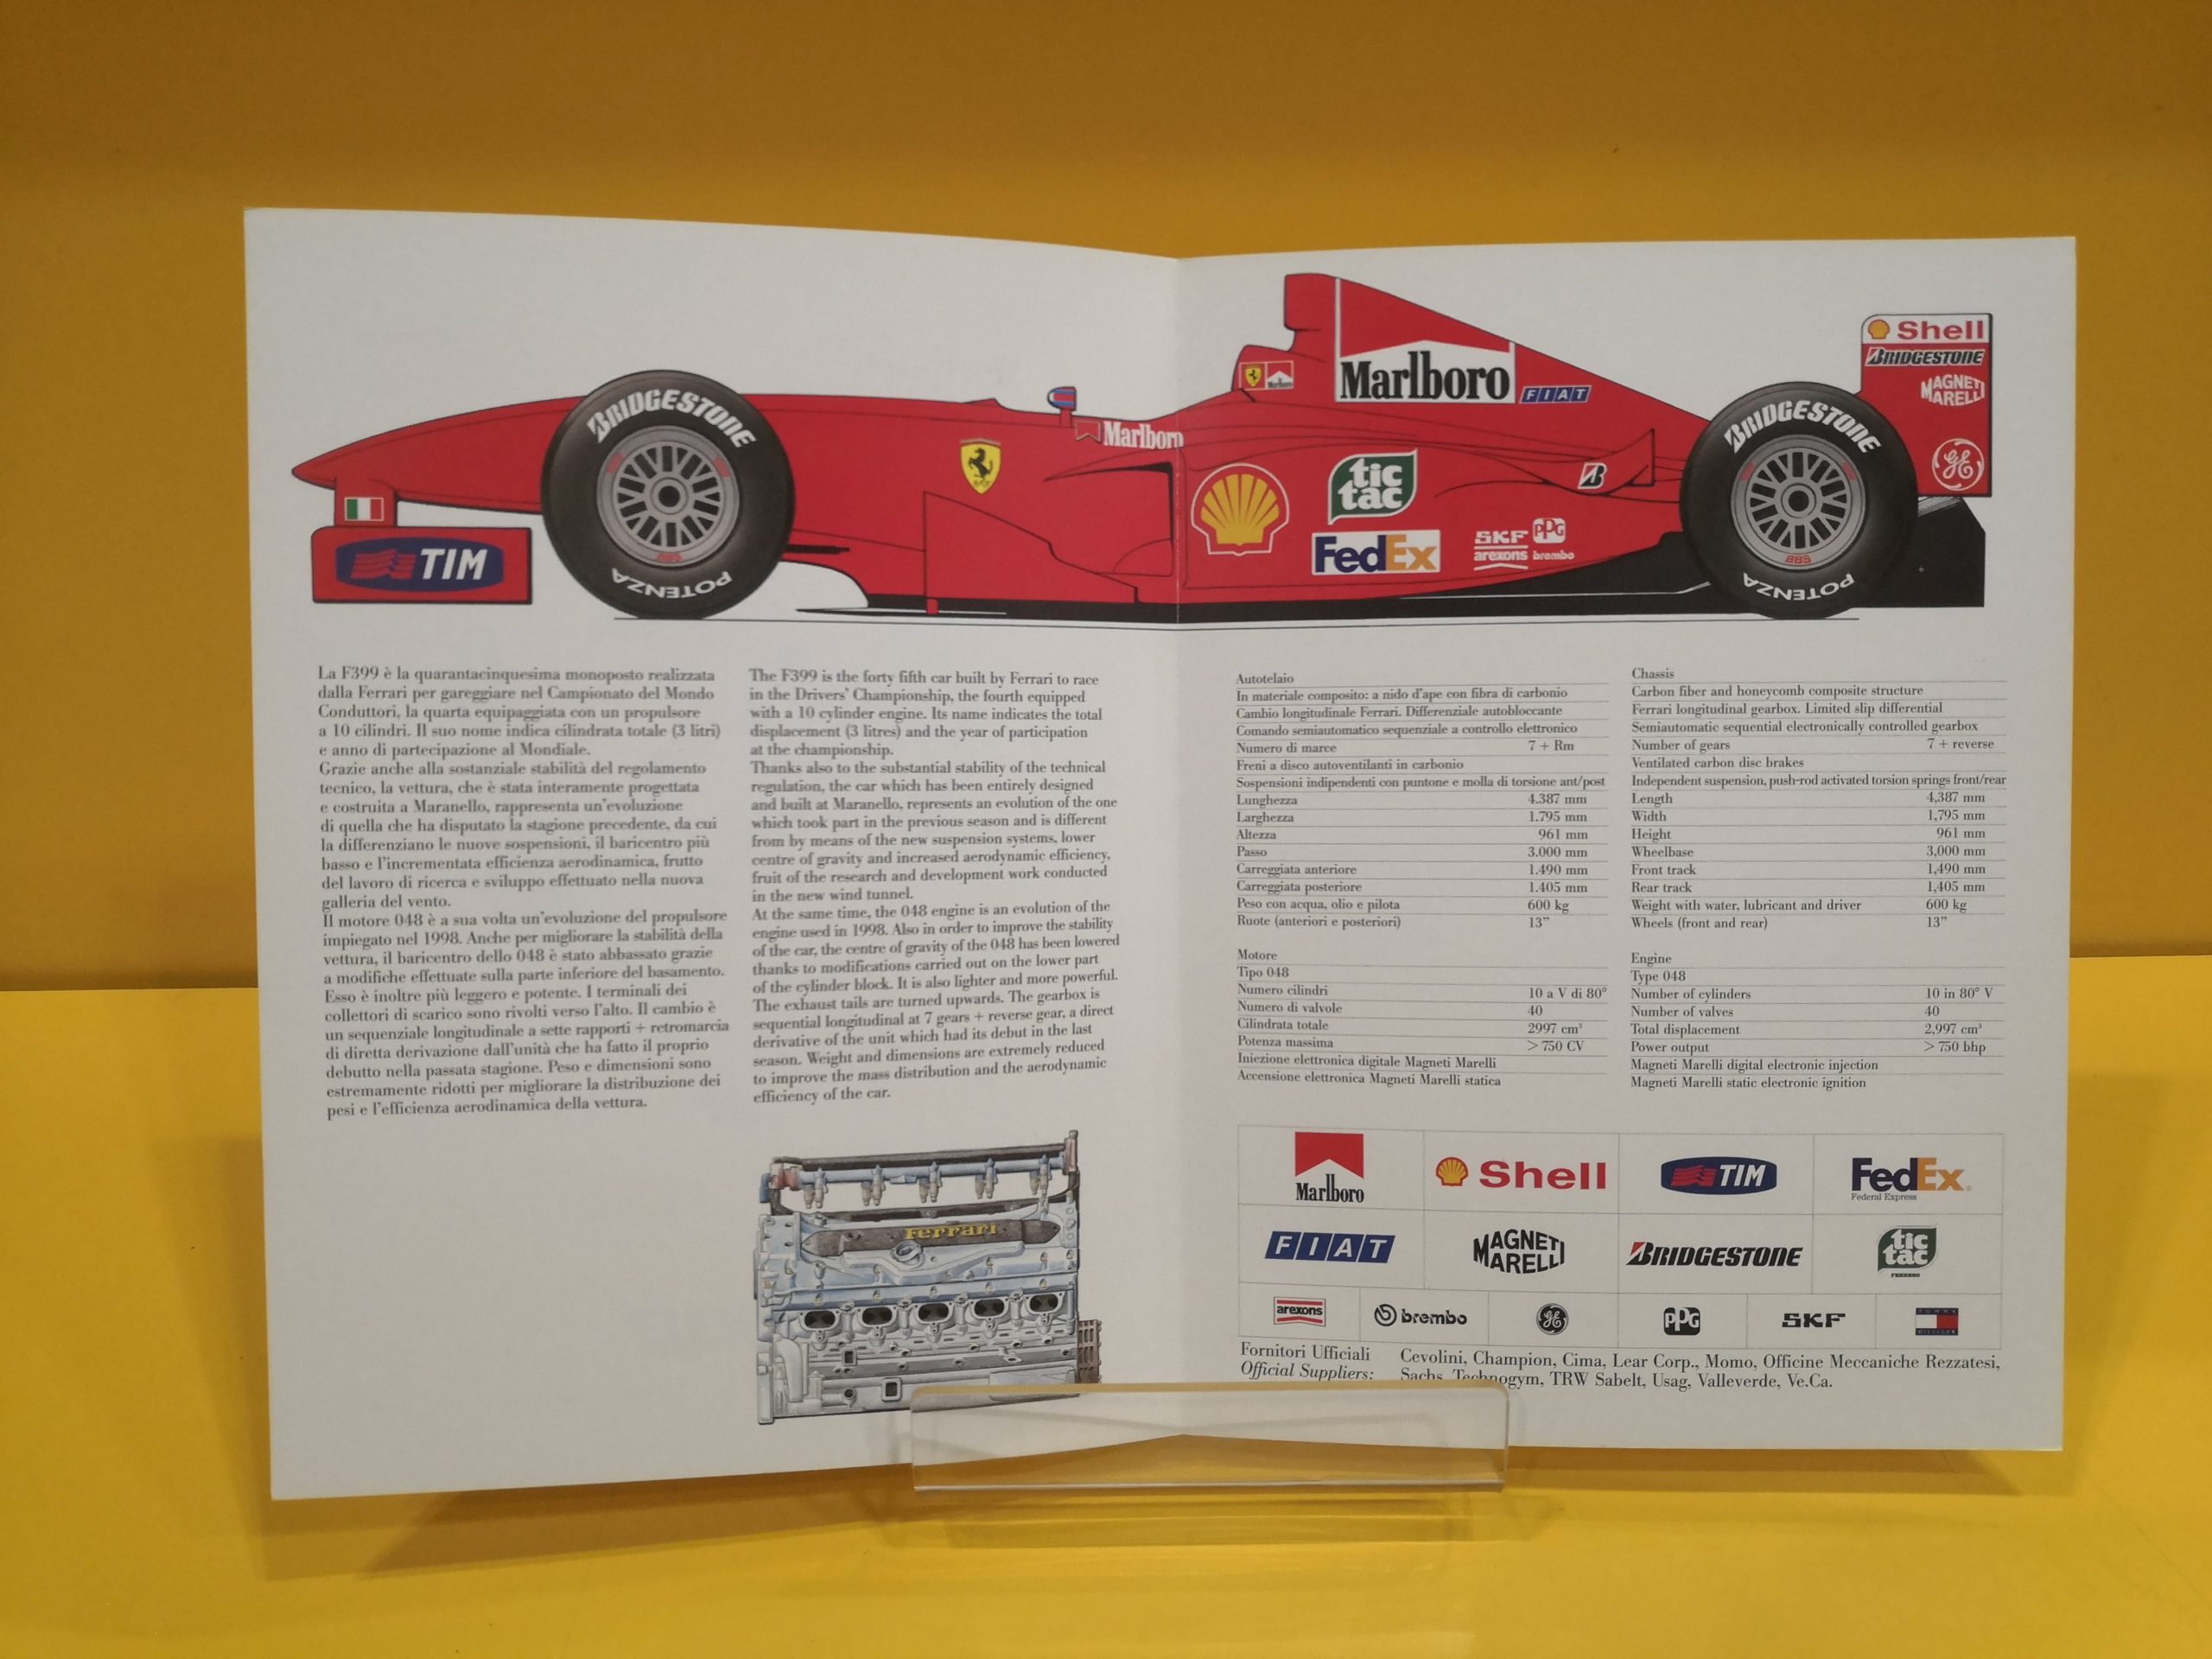 BRIDGESTONE
POTENZA
BBS
TIM
Marlboro
Marlboro
Marlboro
FIAT
tic
tac
FedEx
SKF PPG
arexons brembo
Shell
BRIDGESTONE
MAGNETI
MARELLI
GE
BRIDGESTONE
BBS
POTENZA
La F399 è la quarantacinquesima monoposto realizzata
dalla Ferrari per gareggiare nel Campionato del Mondo
Conduttori, la quarta equipaggiata con un propulsore
a 10 cilindri. Il suo nome indica cilindrata totale (3 litri)
e anno di partecipazione al Mondiale.
Grazie anche alla sostanziale stabilità del regolamento
tecnico, la vettura, che è stata interamente progettata
e costruita a Maranello, rappresenta un'evoluzione
di quella che ha disputato la stagione precedente, da cui
la differenziano le nuove sospensioni, il baricentro più
basso e l'incrementata efficienza aerodinamica, frutto
del lavoro di ricerca e sviluppo effettuato nella nuova
galleria del vento.
Il motore 048 è a sua volta un'evoluzione del propulsore
impiegato nel 1998. Anche per migliorare la stabilità della
vettura, il baricentro dello 048 è stato abbassato grazie
a modifiche effettuate sulla parte inferiore del basamento.
Esso è inoltre più leggero e potente. I terminali dei
collettori di scarico sono rivolti verso l'alto. Il cambio è
un sequenziale longitudinale a sette rapporti + retromarcia
di diretta derivazione dall'unità che ha fatto il proprio
debutto nella passata stagione. Peso e dimensioni sono
estremamente ridotti per migliorare la distribuzione dei
pesi e l'efficienza aerodinamica della vettura.
The F399 is the forty fifth car built by Ferrari to race
in the Drivers' Championship, the fourth equipped
with a 10 cylinder engine. Its name indicates the total
displacement (3 litres) and the year of participation
at the championship.
Thanks also to the substantial stability of the technical
regulation, the car which has been entirely designed
and built at Maranello, represents an evolution of the one
which took part in the previous season and is different
from by means of the new suspension systems, lower
centre of gravity and increased aerodynamic efficiency,
fruit of the research and development work conducted
in the new wind tunnel.
At the same time, the 048 engine is an evolution of the
engine used in 1998. Also in order to improve the stability
of the car, the centre of gravity of the 048 has been lowered
thanks to modifications carried out on the lower part
of the cylinder block. It is also lighter and more powerful.
The exhaust tails are turned upwards. The gearbox is
sequential longitudinal at 7 gears + reverse gear, a direct
derivative of the unit which had its debut in the last
season. Weight and dimensions are extremely reduced
to improve the mass distribution and the aerodynamic
efficiency of the car.
Ferrari
Autotelaio
In materiale composito: a nido d'ape con fibra di carbonio
Cambio longitudinale Ferrari. Differenziale autobloccante
Comando semiautomatico sequenziale a controllo elettronico
Numero di marce 7 + Rm
Freni a disco autoventilanti in carbonio
Sospensioni indipendenti con puntone e molla di torsione ant/post
Lunghezza 4.387 mm
Larghezza 1.795 mm
Altezza 961 mm
Passo 3.000 mm
Carreggiata anteriore 1.490 mm
Carreggiata posteriore 1.405 mm
Peso con acqua, olio e pilota 600 kg
Ruote (anteriori e posteriori) 13"
Motore
Tipo 048
Numero cilindri 10 a V di 80°
Numero di valvole 40
Cilindrata totale 2997 cm³
Potenza massima > 750 CV
Iniezione elettronica digitale Magneti Marelli
Accensione elettronica Magneti Marelli statica
Chassis
Carbon fiber and honeycomb composite structure
Ferrari longitudinal gearbox. Limited slip differential
Semiautomatic sequential electronically controlled gearbox
Number of gears 7 + reverse
Ventilated carbon disc brakes
Independent suspension, push-rod activated torsion springs front/rear
Length 4,387 mm
Width 1,795 mm
Height 961 mm
Wheelbase 3,000 mm
Front track 1,490 mm
Rear track 1,405 mm
Weight with water, lubricant and driver 600 kg
Wheels (front and rear) 13"
Engine
Type 048
Number of cylinders 10 in 80° V
Number of valves 40
Total displacement 2,997 cm³
Power output > 750 bhp
Magneti Marelli digital electronic injection
Magneti Marelli static electronic ignition
Marlboro
Shell
TIM
FedEx
Federal Express
FIAT
MAGNETI
MARELLI
BRIDGESTONE
tic
tac
FERRERO
arexons
brembo
GE
PPG
SKF
TOMMY
HILFIGER
Fornitori Ufficiali
Official Suppliers:
Cevolini, Champion, Cima, Lear Corp., Momo, Officine Meccaniche Rezzatesi,
Sachs, Technogym, TRW Sabelt, Usag, Valleverde, Ve.Ca.